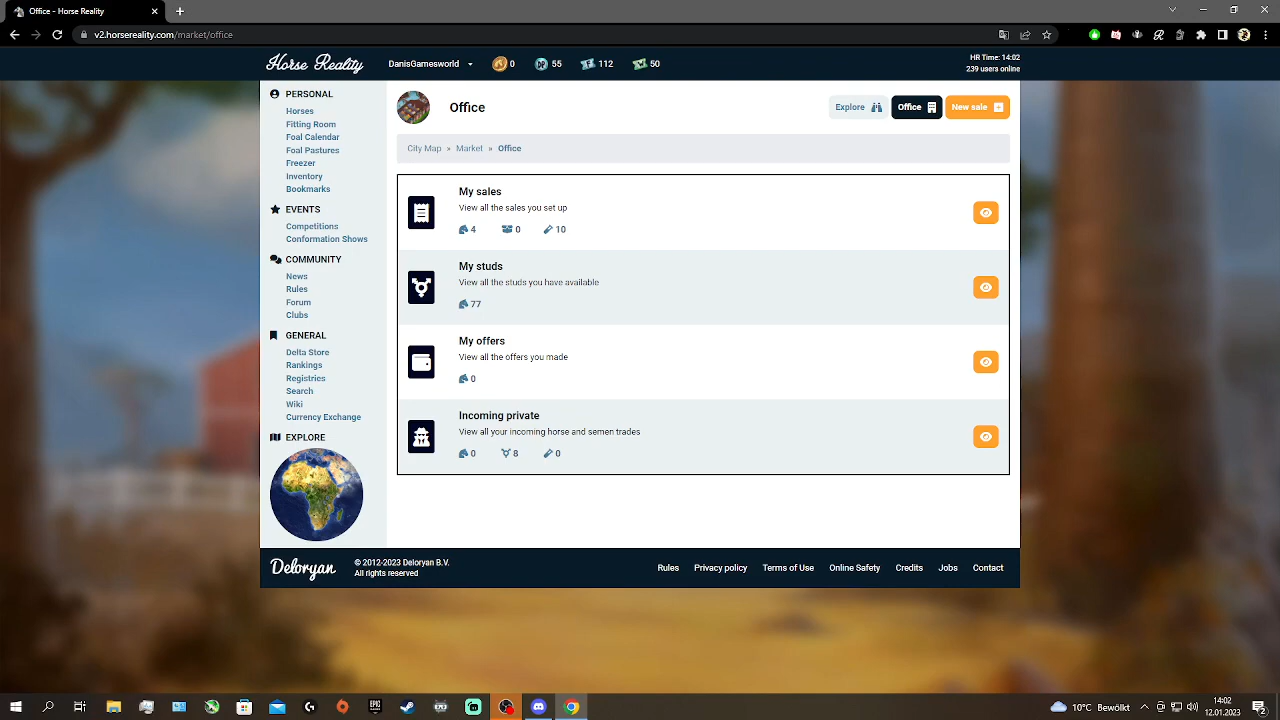 Office - Horse Reality
v2.horsereality.com/market/office
Horse Reality
DanisGamesworld
0
55
112
50
HR Time: 14:02
239 users online
PERSONAL
Horses
Fitting Room
Foal Calendar
Foal Pastures
Freezer
Inventory
Bookmarks
EVENTS
Competitions
Conformation Shows
COMMUNITY
News
Rules
Forum
Clubs
GENERAL
Delta Store
Rankings
Registries
Search
Wiki
Currency Exchange
EXPLORE
Office
Explore
Office
New sale
City Map » Market » Office
My sales
View all the sales you set up
4 0 10
My studs
View all the studs you have available
77
My offers
View all the offers you made
0
Incoming private
View all your incoming horse and semen trades
0 8 0
Deloryan
© 2012-2023 Deloryan B.V.
All rights reserved
Rules
Privacy policy
Terms of Use
Online Safety
Credits
Jobs
Contact
EPIC
10°C Bewölkt
14:02
12.01.2023